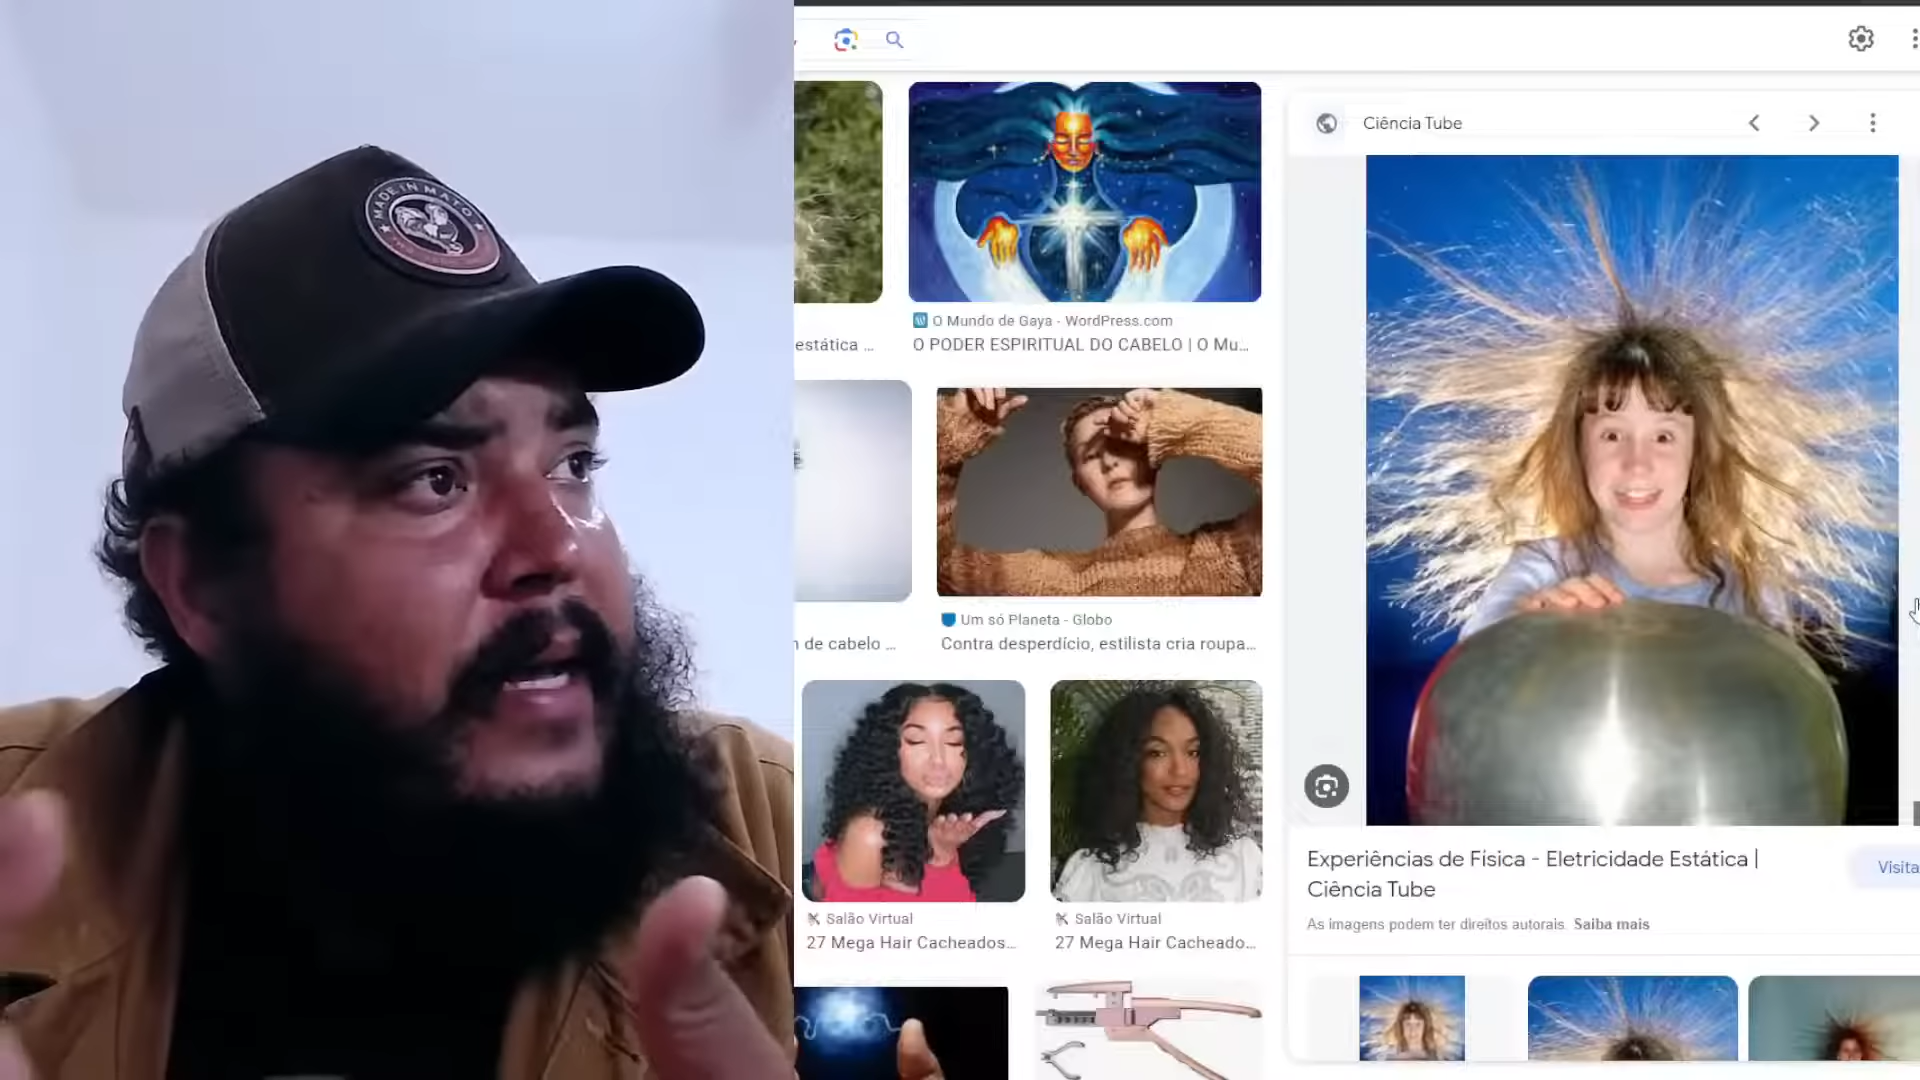 MADE IN MATO
Ciência Tube
O Mundo de Gaya - WordPress.com
estática ...
O PODER ESPIRITUAL DO CABELO | O Mu...
Um só Planeta - Globo
de cabelo ...
Contra desperdício, estilista cria roupa...
Salão Virtual
27 Mega Hair Cacheados...
Salão Virtual
27 Mega Hair Cacheado...
Experiências de Física - Eletricidade Estática |
Ciência Tube
Visita
As imagens podem ter direitos autorais. Saiba mais